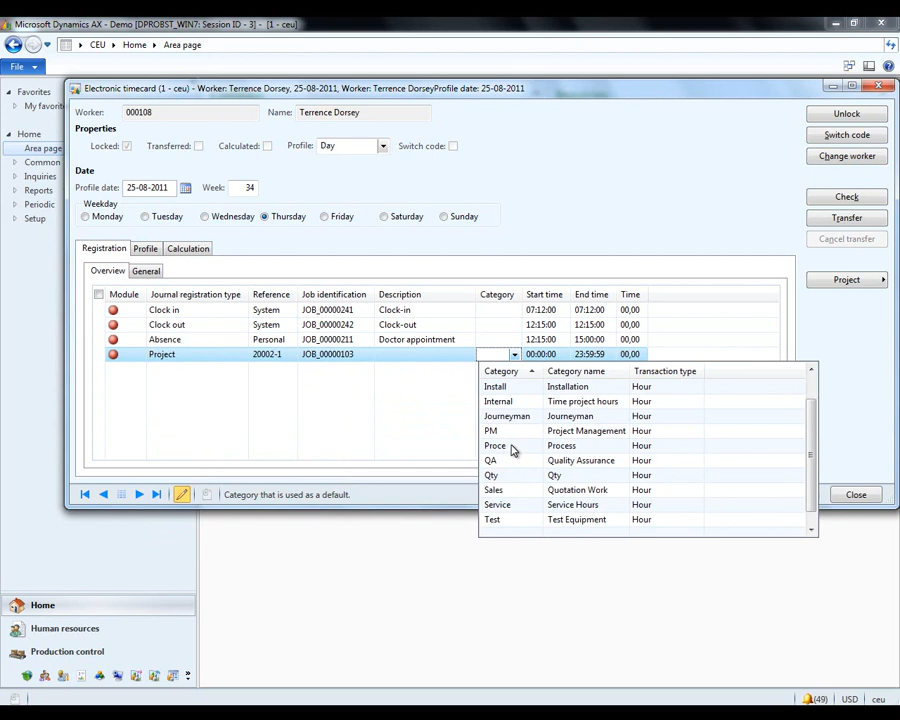 Microsoft Dynamics AX - Demo [DPROBST_WIN7: Session ID - 3] - [1 - ceu]
CEU Home Area page
File
Favorites
My favorit
Home
Area page
Common
Inquiries
Reports
Periodic
Setup
Electronic timecard (1 - ceu) - Worker: Terrence Dorsey, 25-08-2011, Worker: Terrence DorseyProfile date: 25-08-2011
Worker: 000108 Name: Terrence Dorsey
Properties
Locked: Transferred: Calculated: Profile: Day Switch code:
Date
Profile date: 25-08-2011 Week: 34
Weekday
Monday Tuesday Wednesday Thursday Friday Saturday Sunday
Unlock
Switch code
Change worker
Check
Transfer
Cancel transfer
Project
Registration Profile Calculation
Overview General
Module Journal registration type Reference Job identification Description Category Start time End time Time
Clock in System JOB_00000241 Clock-in 07:12:00 07:12:00 00,00
Clock out System JOB_00000242 Clock-out 12:15:00 12:15:00 00,00
Absence Personal JOB_00000211 Doctor appointment 12:15:00 15:00:00 00,00
Project 20002-1 JOB_00000103 00:00:00 23:59:59 00,00
Category Category name Transaction type
Install Installation Hour
Internal Time project hours Hour
Journeyman Journeyman Hour
PM Project Management Hour
Proce Process Hour
QA Quality Assurance Hour
Qty Qty Hour
Sales Quotation Work Hour
Service Service Hours Hour
Test Test Equipment Hour
Category that is used as a default.
Close
Home
Human resources
Production control
(49) USD ceu